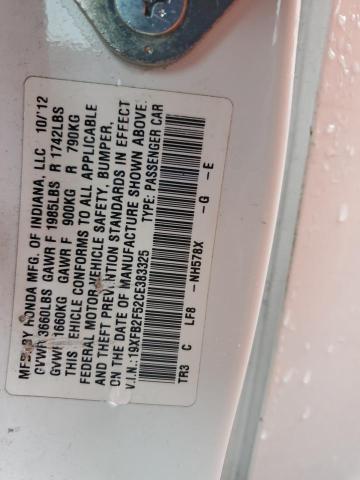 MFD. BY HONDA MFG. OF INDIANA, LLC 10/'12
GVWR 3660LBS GAWR F 1985LBS R 1742LBS
GVWR 1660KG GAWR F 900KG R 790KG
THIS VEHICLE CONFORMS TO ALL APPLICABLE
FEDERAL MOTOR VEHICLE SAFETY, BUMPER,
AND THEFT PREVENTION STANDARDS IN EFFECT
ON THE DATE OF MANUFACTURE SHOWN ABOVE.
V.I.N.:19XFB2F52CE383325 TYPE: PASSENGER CAR
TR3 C LF8 -NH578X -G -E